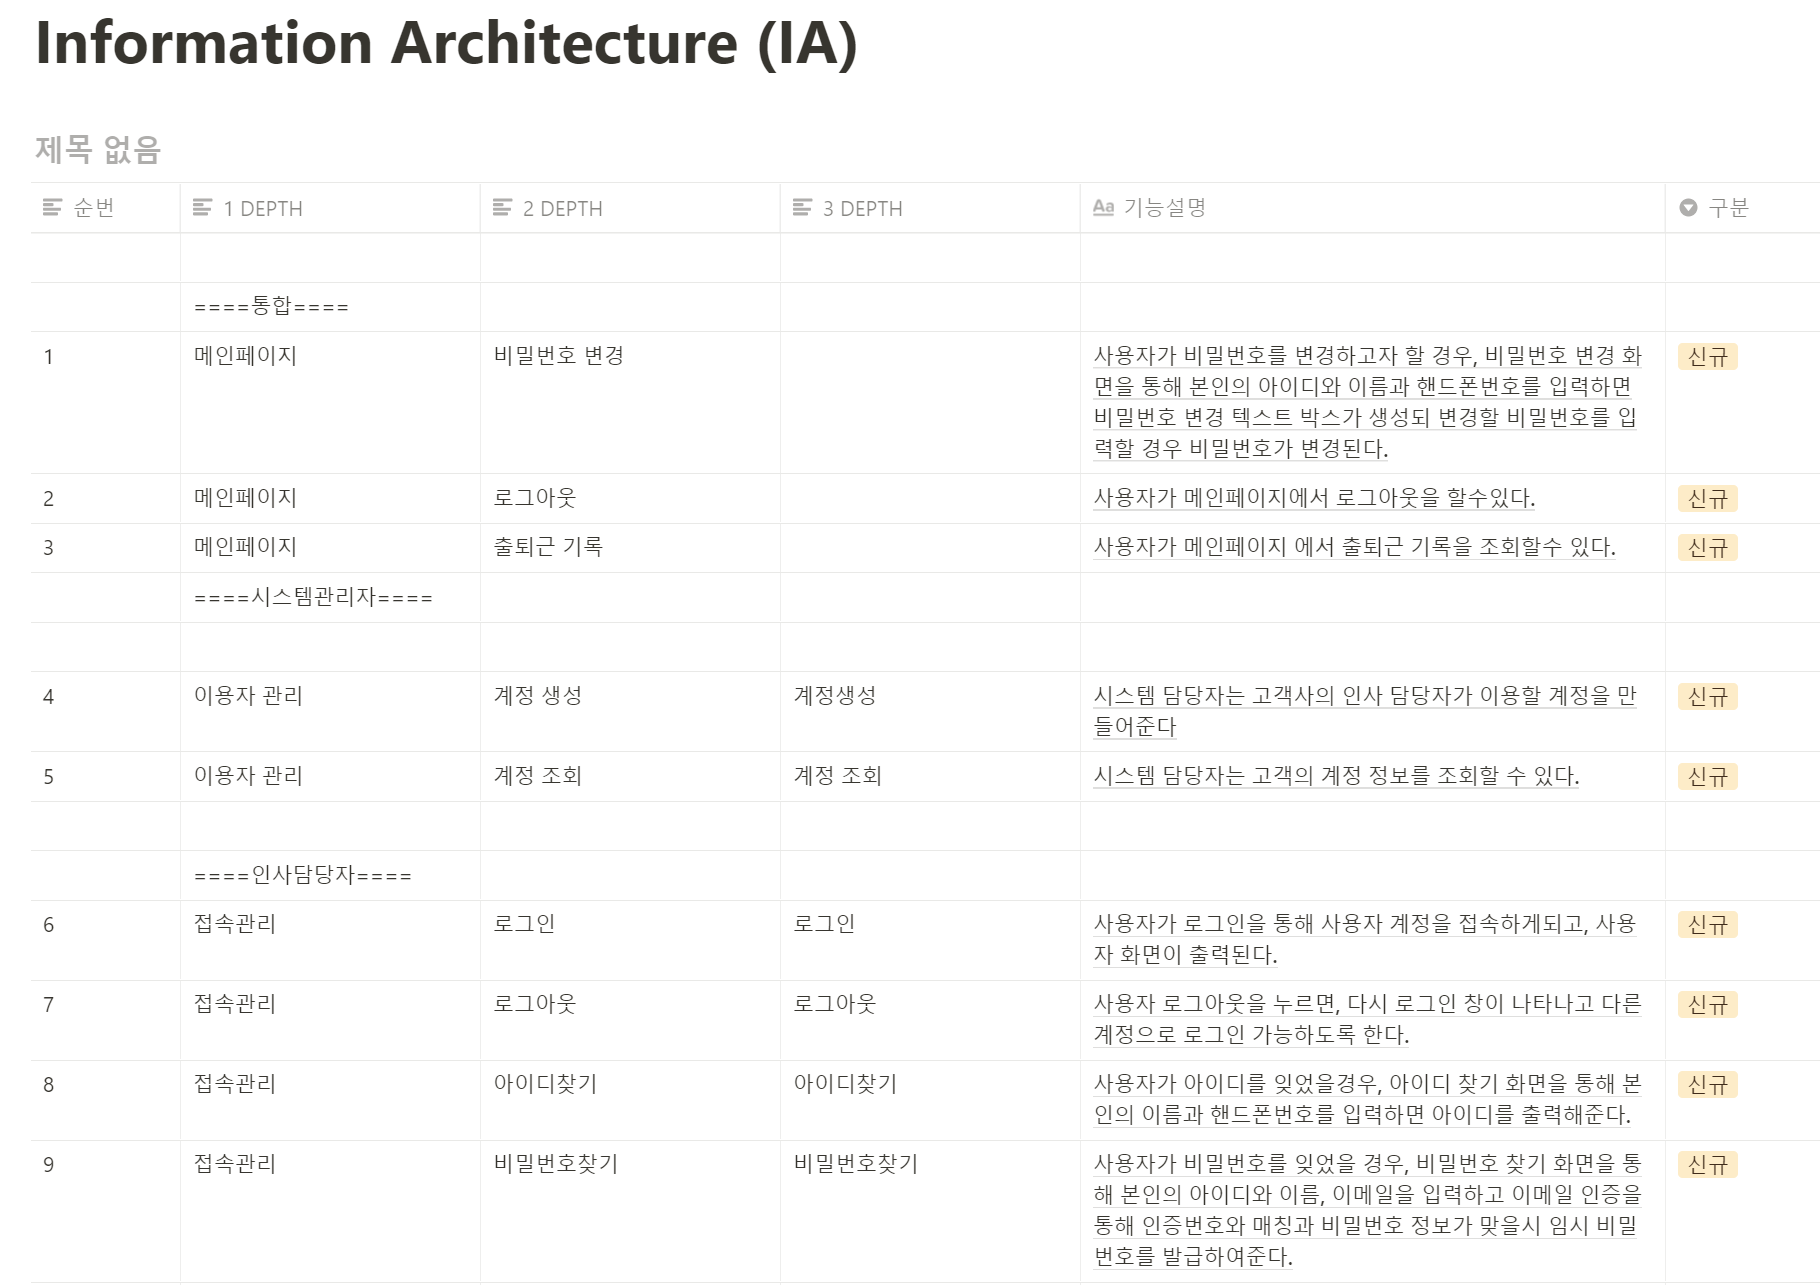 Information Architecture (IA)
제목 없음
순번 1 DEPTH 2 DEPTH 3 DEPTH Aa 기능설명 구분
====통합====
1 메인페이지 비밀번호 변경 사용자가 비밀번호를 변경하고자 할 경우, 비밀번호 변경 화 신규
면을 통해 본인의 아이디와 이름과 핸드폰번호를 입력하면
비밀번호 변경 텍스트 박스가 생성되 변경할 비밀번호를 입
력할 경우 비밀번호가 변경된다.
2 메인페이지 로그아웃 사용자가 메인페이지에서 로그아웃을 할수있다. 신규
3 메인페이지 출퇴근 기록 사용자가 메인페이지 에서 출퇴근 기록을 조회할수 있다. 신규
====시스템관리자====
4 이용자 관리 계정 생성 계정생성 시스템 담당자는 고객사의 인사 담당자가 이용할 계정을 만 신규
들어준다
5 이용자 관리 계정 조회 계정 조회 시스템 담당자는 고객의 계정 정보를 조회할 수 있다. 신규
====인사담당자====
6 접속관리 로그인 로그인 사용자가 로그인을 통해 사용자 계정을 접속하게되고, 사용 신규
자 화면이 출력된다.
7 접속관리 로그아웃 로그아웃 사용자 로그아웃을 누르면, 다시 로그인 창이 나타나고 다른 신규
계정으로 로그인 가능하도록 한다.
8 접속관리 아이디찾기 아이디찾기 사용자가 아이디를 잊었을경우, 아이디 찾기 화면을 통해 본 신규
인의 이름과 핸드폰번호를 입력하면 아이디를 출력해준다.
9 접속관리 비밀번호찾기 비밀번호찾기 사용자가 비밀번호를 잊었을 경우, 비밀번호 찾기 화면을 통 신규
해 본인의 아이디와 이름, 이메일을 입력하고 이메일 인증을
통해 인증번호와 매칭과 비밀번호 정보가 맞을시 임시 비밀
번호를 발급하여준다.